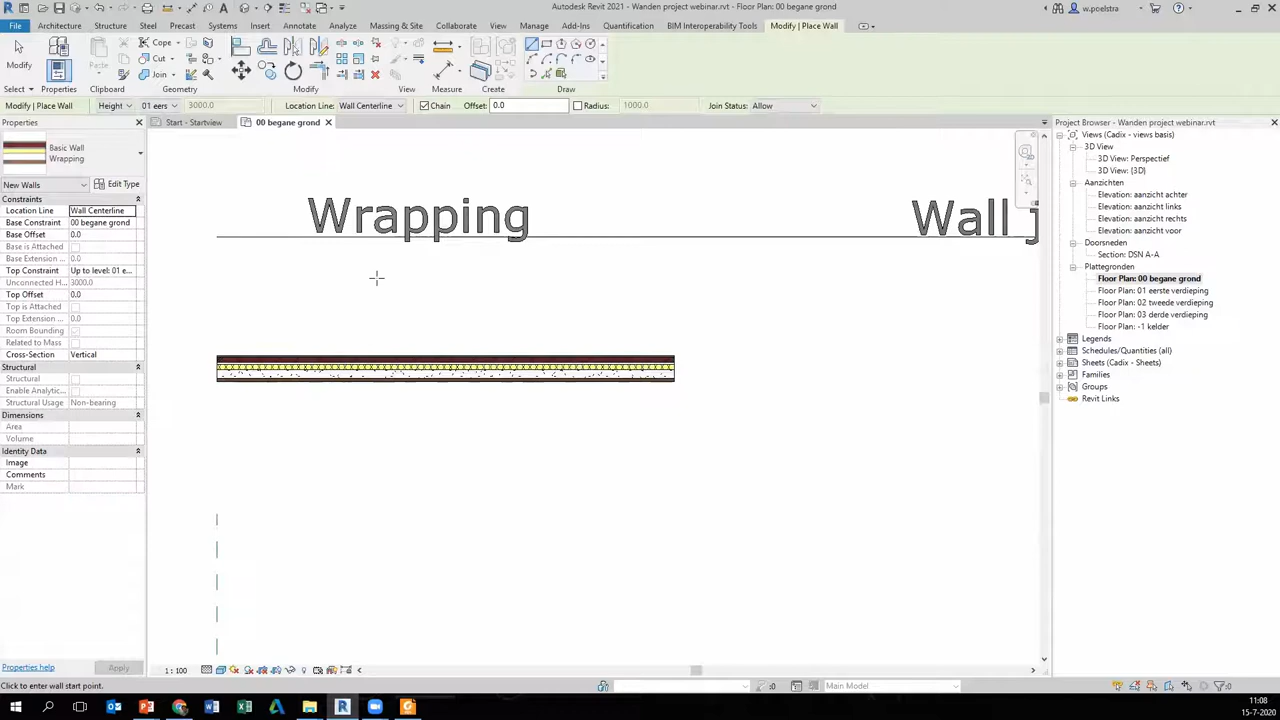 Autodesk Revit 2021 - Wanden project webinar.rvt - Floor Plan: 00 begane grond
w.poelstra
File
Architecture
Structure
Steel
Precast
Systems
Insert
Annotate
Analyze
Massing & Site
Collaborate
View
Manage
Add-Ins
Quantification
BIM Interoperability Tools
Modify | Place Wall
Modify
Paste
Cope
Cut
Join
Select
Properties
Clipboard
Geometry
Modify
View
Measure
Create
Draw
Modify | Place Wall
Height
01 eers
3000.0
Location Line: Wall Centerline
Chain
Offset: 0.0
Radius: 1000.0
Join Status: Allow
Properties
Start - Startview
00 begane grond
Project Browser - Wanden project webinar.rvt
Basic Wall
Wrapping
New Walls
Edit Type
Constraints
Location Line Wall Centerline
Base Constraint 00 begane grond
Base Offset 0.0
Base is Attached
Base Extension ... 0.0
Top Constraint Up to level: 01 e...
Unconnected H... 3000.0
Top Offset 0.0
Top is Attached
Top Extension ... 0.0
Room Bounding
Related to Mass
Cross-Section Vertical
Structural
Structural
Enable Analytic...
Structural Usage Non-bearing
Dimensions
Area
Volume
Identity Data
Image
Comments
Mark
Properties help
Apply
Wrapping
Wall j
Views (Cadix - views basis)
3D View
3D View: Perspectief
3D View: {3D}
Aanzichten
Elevation: aanzicht achter
Elevation: aanzicht links
Elevation: aanzicht rechts
Elevation: aanzicht voor
Doorsneden
Section: DSN A-A
Plattegronden
Floor Plan: 00 begane grond
Floor Plan: 01 eerste verdieping
Floor Plan: 02 tweede verdieping
Floor Plan: 03 derde verdieping
Floor Plan: -1 kelder
Legends
Schedules/Quantities (all)
Sheets (Cadix - Sheets)
Families
Groups
Revit Links
1 : 100
Click to enter wall start point.
:0
Main Model
:0
11:08
15-7-2020